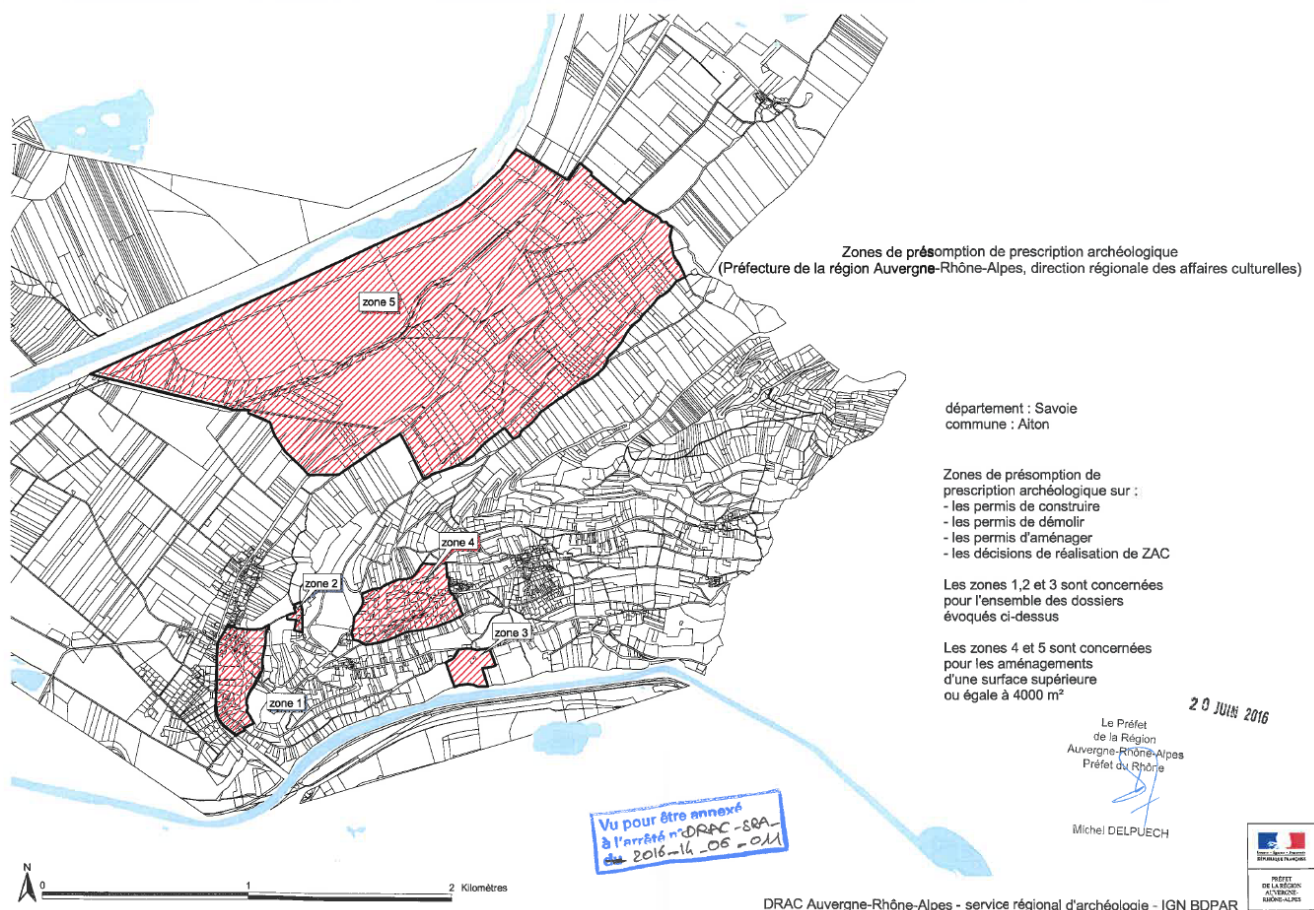 Zones de présomption de prescription archéologique
(Préfecture de la région Auvergne-Rhône-Alpes, direction régionale des affaires culturelles)
zone 5
département : Savoie
commune : Aiton
Zones de présomption de
prescription archéologique sur :
- les permis de construire
- les permis de démolir
- les permis d'aménager
- les décisions de réalisation de ZAC
zone 4
zone 2
Les zones 1,2 et 3 sont concernées
pour l'ensemble des dossiers
évoqués ci-dessus
zone 3
Les zones 4 et 5 sont concernées
pour les aménagements
d'une surface supérieure
ou égale à 4000 m²
zone 1
20 JUIN 2016
Le Préfet
de la Région
Auvergne-Rhône-Alpes
Préfet du Rhône
Michel DELPUECH
Vu pour être annexé
à l'arrêté n° DRAC-SRA-
du 2016-14-06-011
N
0 1 2 Kilomètres
RÉPUBLIQUE FRANÇAISE
PRÉFET
DE LA RÉGION
AUVERGNE-
RHÔNE-ALPES
DRAC Auvergne-Rhône-Alpes - service régional d'archéologie - IGN BDPAR